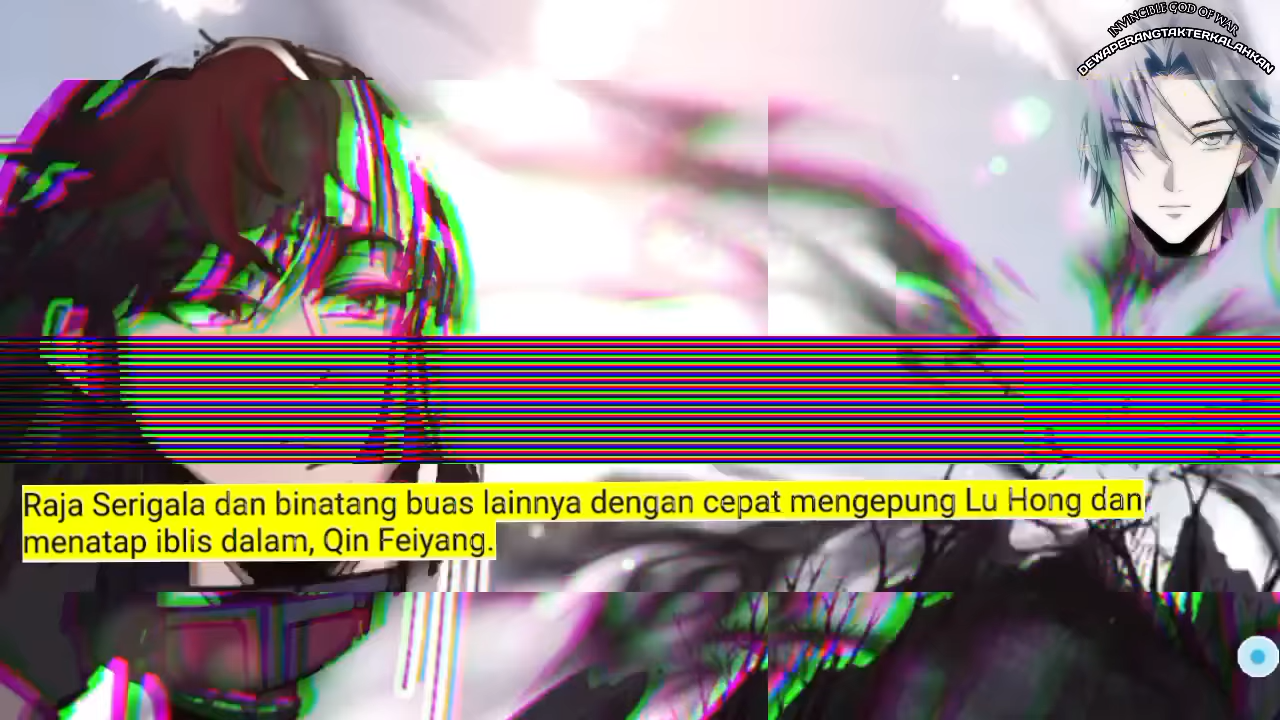 INVINCIBLE GOD OF WAR
DEWAPERANGTAKTERKALAHKAN
Raja Serigala dan binatang buas lainnya dengan cepat mengepung Lu Hong dan
menatap iblis dalam, Qin Feiyang.